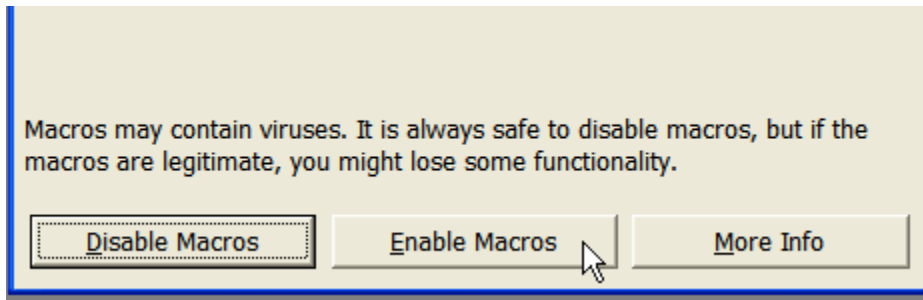 Macros may contain viruses. It is always safe to disable macros, but if the
macros are legitimate, you might lose some functionality.
Disable Macros Enable Macros More Info